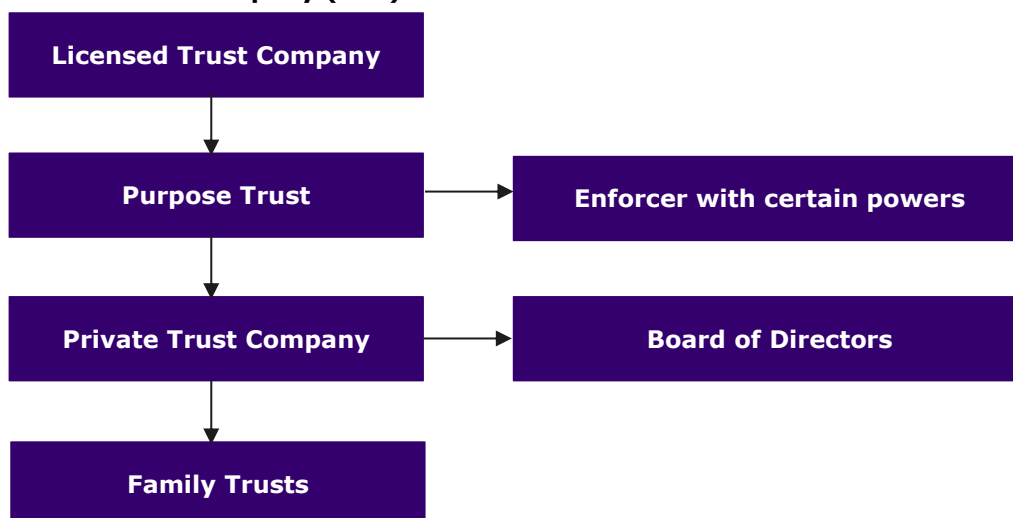 Licensed Trust Company
Purpose Trust
Enforcer with certain powers
Private Trust Company
Board of Directors
Family Trusts